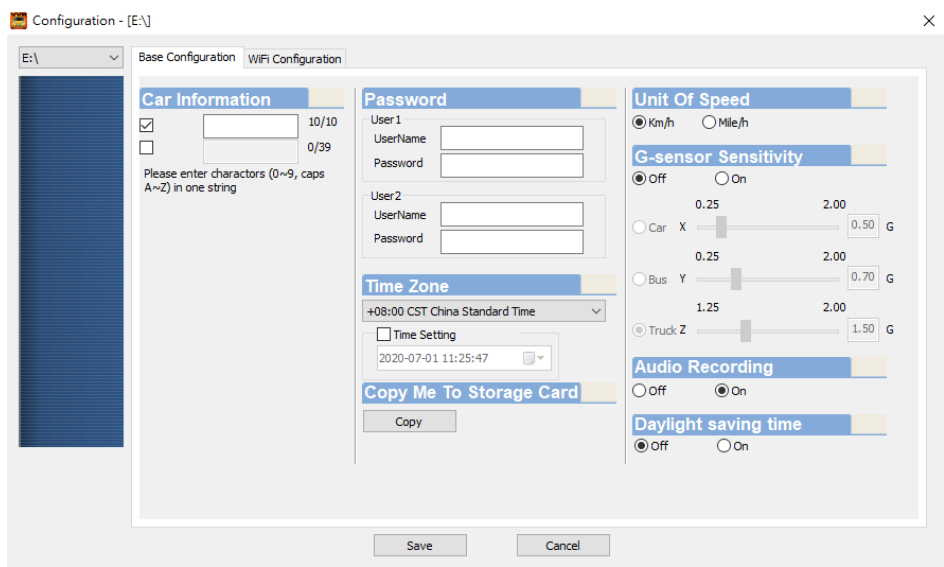 Configuration - [E:\]
E:\
Base Configuration
WiFi Configuration
Car Information
10/10
0/39
Please enter charactors (0~9, caps
A~Z) in one string
Password
User1
UserName
Password
User2
UserName
Password
Time Zone
+08:00 CST China Standard Time
Time Setting
2020-07-01 11:25:47
Copy Me To Storage Card
Copy
Unit Of Speed
Km/h
Mile/h
G-sensor Sensitivity
Off
On
0.25 2.00
Car X 0.50 G
0.25 2.00
Bus Y 0.70 G
1.25 2.00
Truck Z 1.50 G
Audio Recording
Off
On
Daylight saving time
Off
On
Save
Cancel